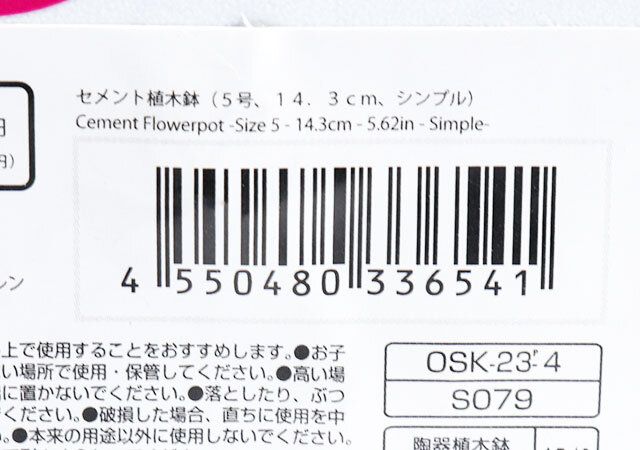 円
円）
セメント植木鉢（５号、１４．３ｃｍ、シンプル）
Cement Flowerpot -Size 5 - 14.3cm - 5.62in - Simple-
4 550480 336541
レン
上で使用することをおすすめします。●お子
い場所で使用・保管してください。●高い場
に置かないでください。●落としたり、ぶつ
ください。●破損した場合、直ちに使用を中
い。●本来の用途以外に使用しないでください。
OSK-23'-4
S079
陶器植木鉢